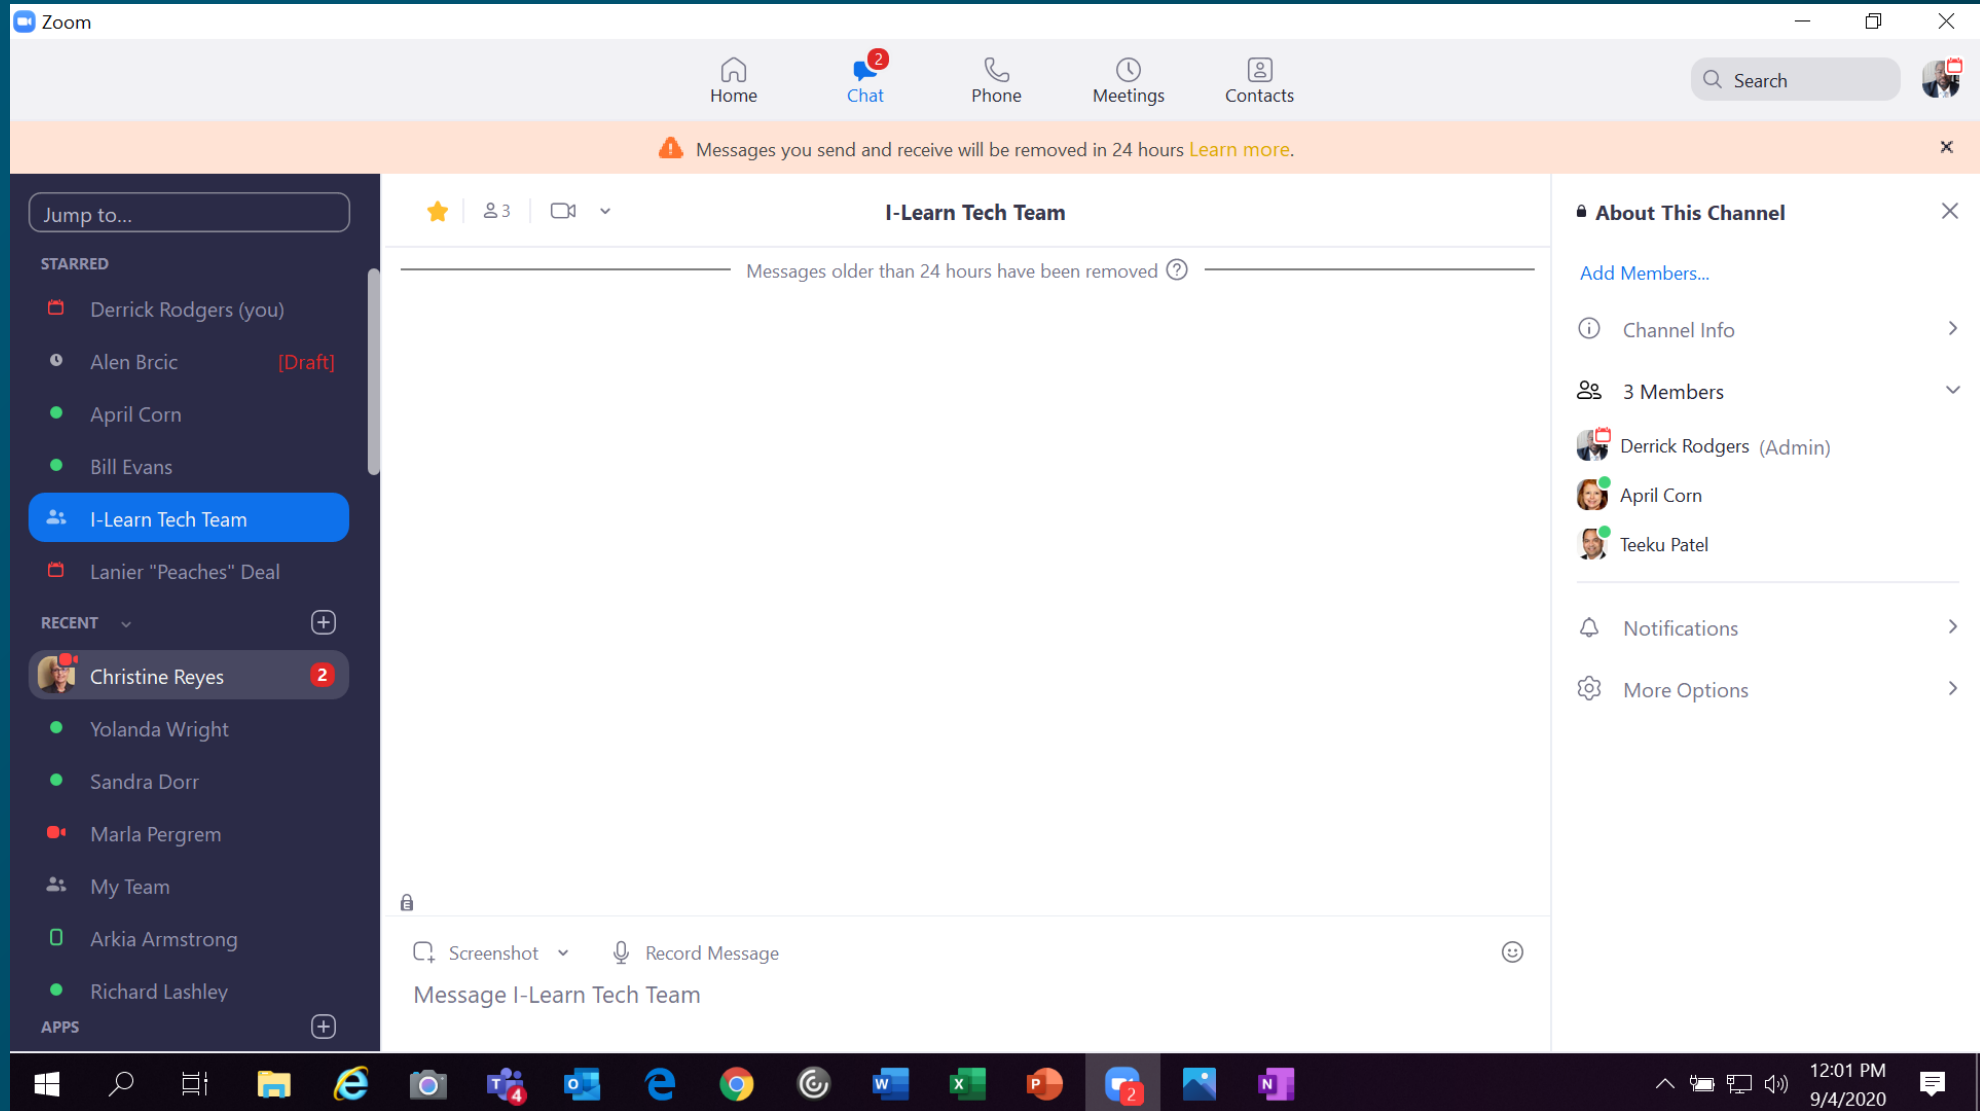 Zoom
Home
Chat
2
Phone
Meetings
Contacts
Search
Messages you send and receive will be removed in 24 hours Learn more.
Jump to...
STARRED
Derrick Rodgers (you)
Alen Brcic [Draft]
April Corn
Bill Evans
I-Learn Tech Team
Lanier "Peaches" Deal
RECENT
Christine Reyes 2
Yolanda Wright
Sandra Dorr
Marla Pergrem
My Team
Arkia Armstrong
Richard Lashley
APPS
3
I-Learn Tech Team
Messages older than 24 hours have been removed
Screenshot
Record Message
Message I-Learn Tech Team
About This Channel
Add Members...
Channel Info
3 Members
Derrick Rodgers (Admin)
April Corn
Teeku Patel
Notifications
More Options
4
2
12:01 PM
9/4/2020